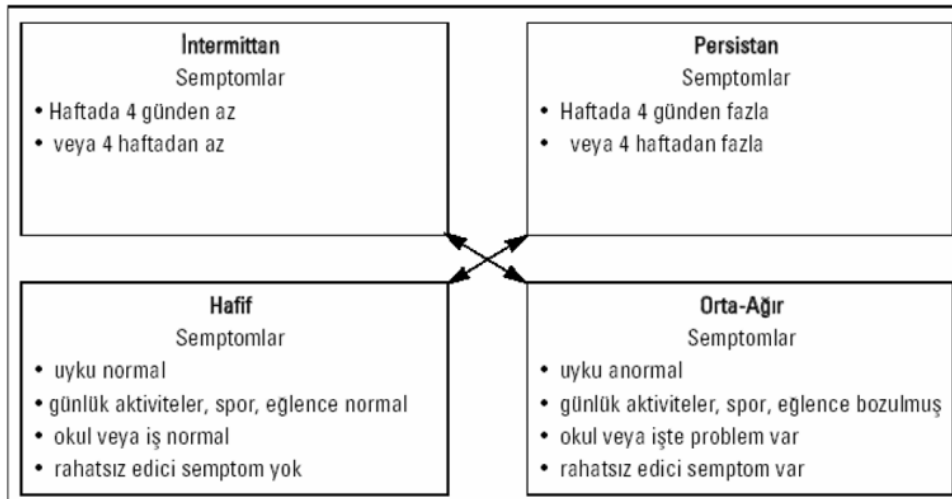 İntermittan
Semptomlar
• Haftada 4 günden az
• veya 4 haftadan az
Persistan
Semptomlar
• Haftada 4 günden fazla
• veya 4 haftadan fazla
Hafif
Semptomlar
• uyku normal
• günlük aktiviteler, spor, eğlence normal
• okul veya iş normal
• rahatsız edici semptom yok
Orta-Ağır
Semptomlar
• uyku anormal
• günlük aktiviteler, spor, eğlence bozulmuş
• okul veya işte problem var
• rahatsız edici semptom var